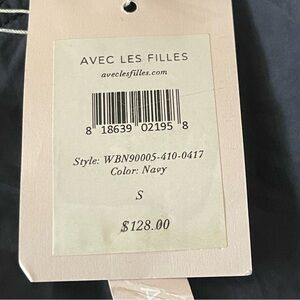 AVEC LES FILLES
aveclesfilles.com
8 18639 02195 8
Style: WBN90005-410-0417
Color: Navy
S
$128.00